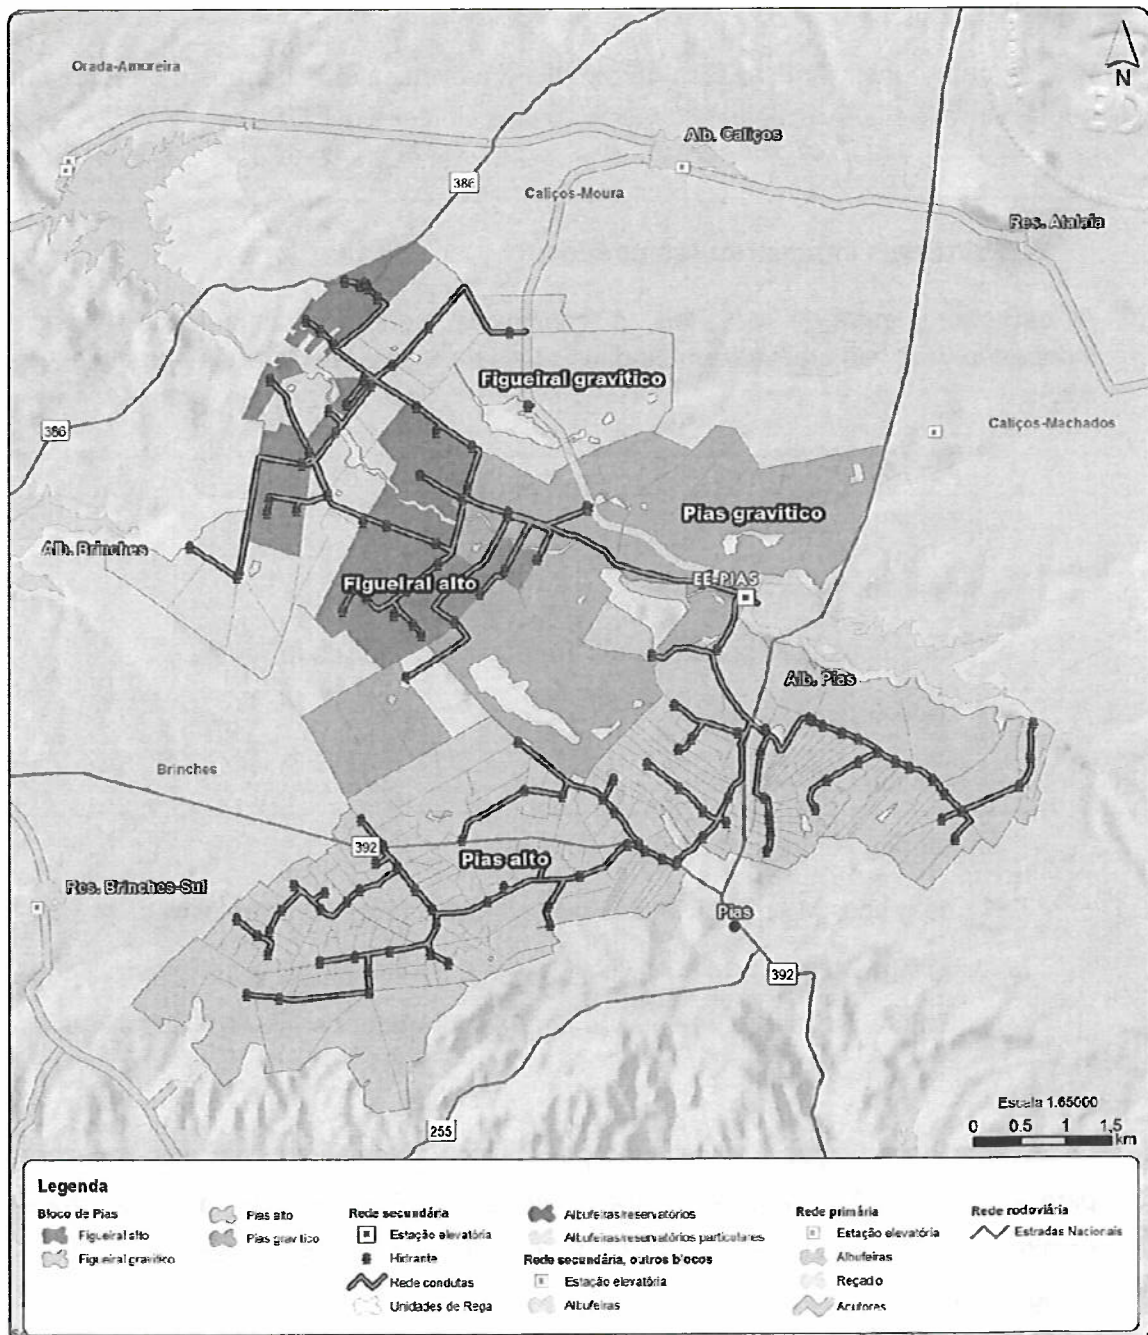 Orada-Amoreira
N
Alb. Caliços
386
Caliços-Moura
Res. Atalaia
Figueiral gravítico
386
Caliços-Machados
Pias gravítico
Alb. Brinches
EE-PIAS
Figueiral alto
Alb. Pias
Brinches
392
Pias alto
Res. Brinches-Sul
Pias
392
Escala 1:65000
255
0 0.5 1 1,5
km
Legenda
Bloco de Pias
Figueiral alto
Figueiral gravítico
Pias alto
Pias gravítico
Rede secundária
Estação elevatória
Hidrante
Rede condutas
Unidades de Rega
Albufeiras/reservatórios
Albufeiras/reservatórios particulares
Rede secundária, outros blocos
Estação elevatória
Albufeiras
Rede primária
Estação elevatória
Albufeiras
Adutores
Rede rodoviária
Estradas Nacionais